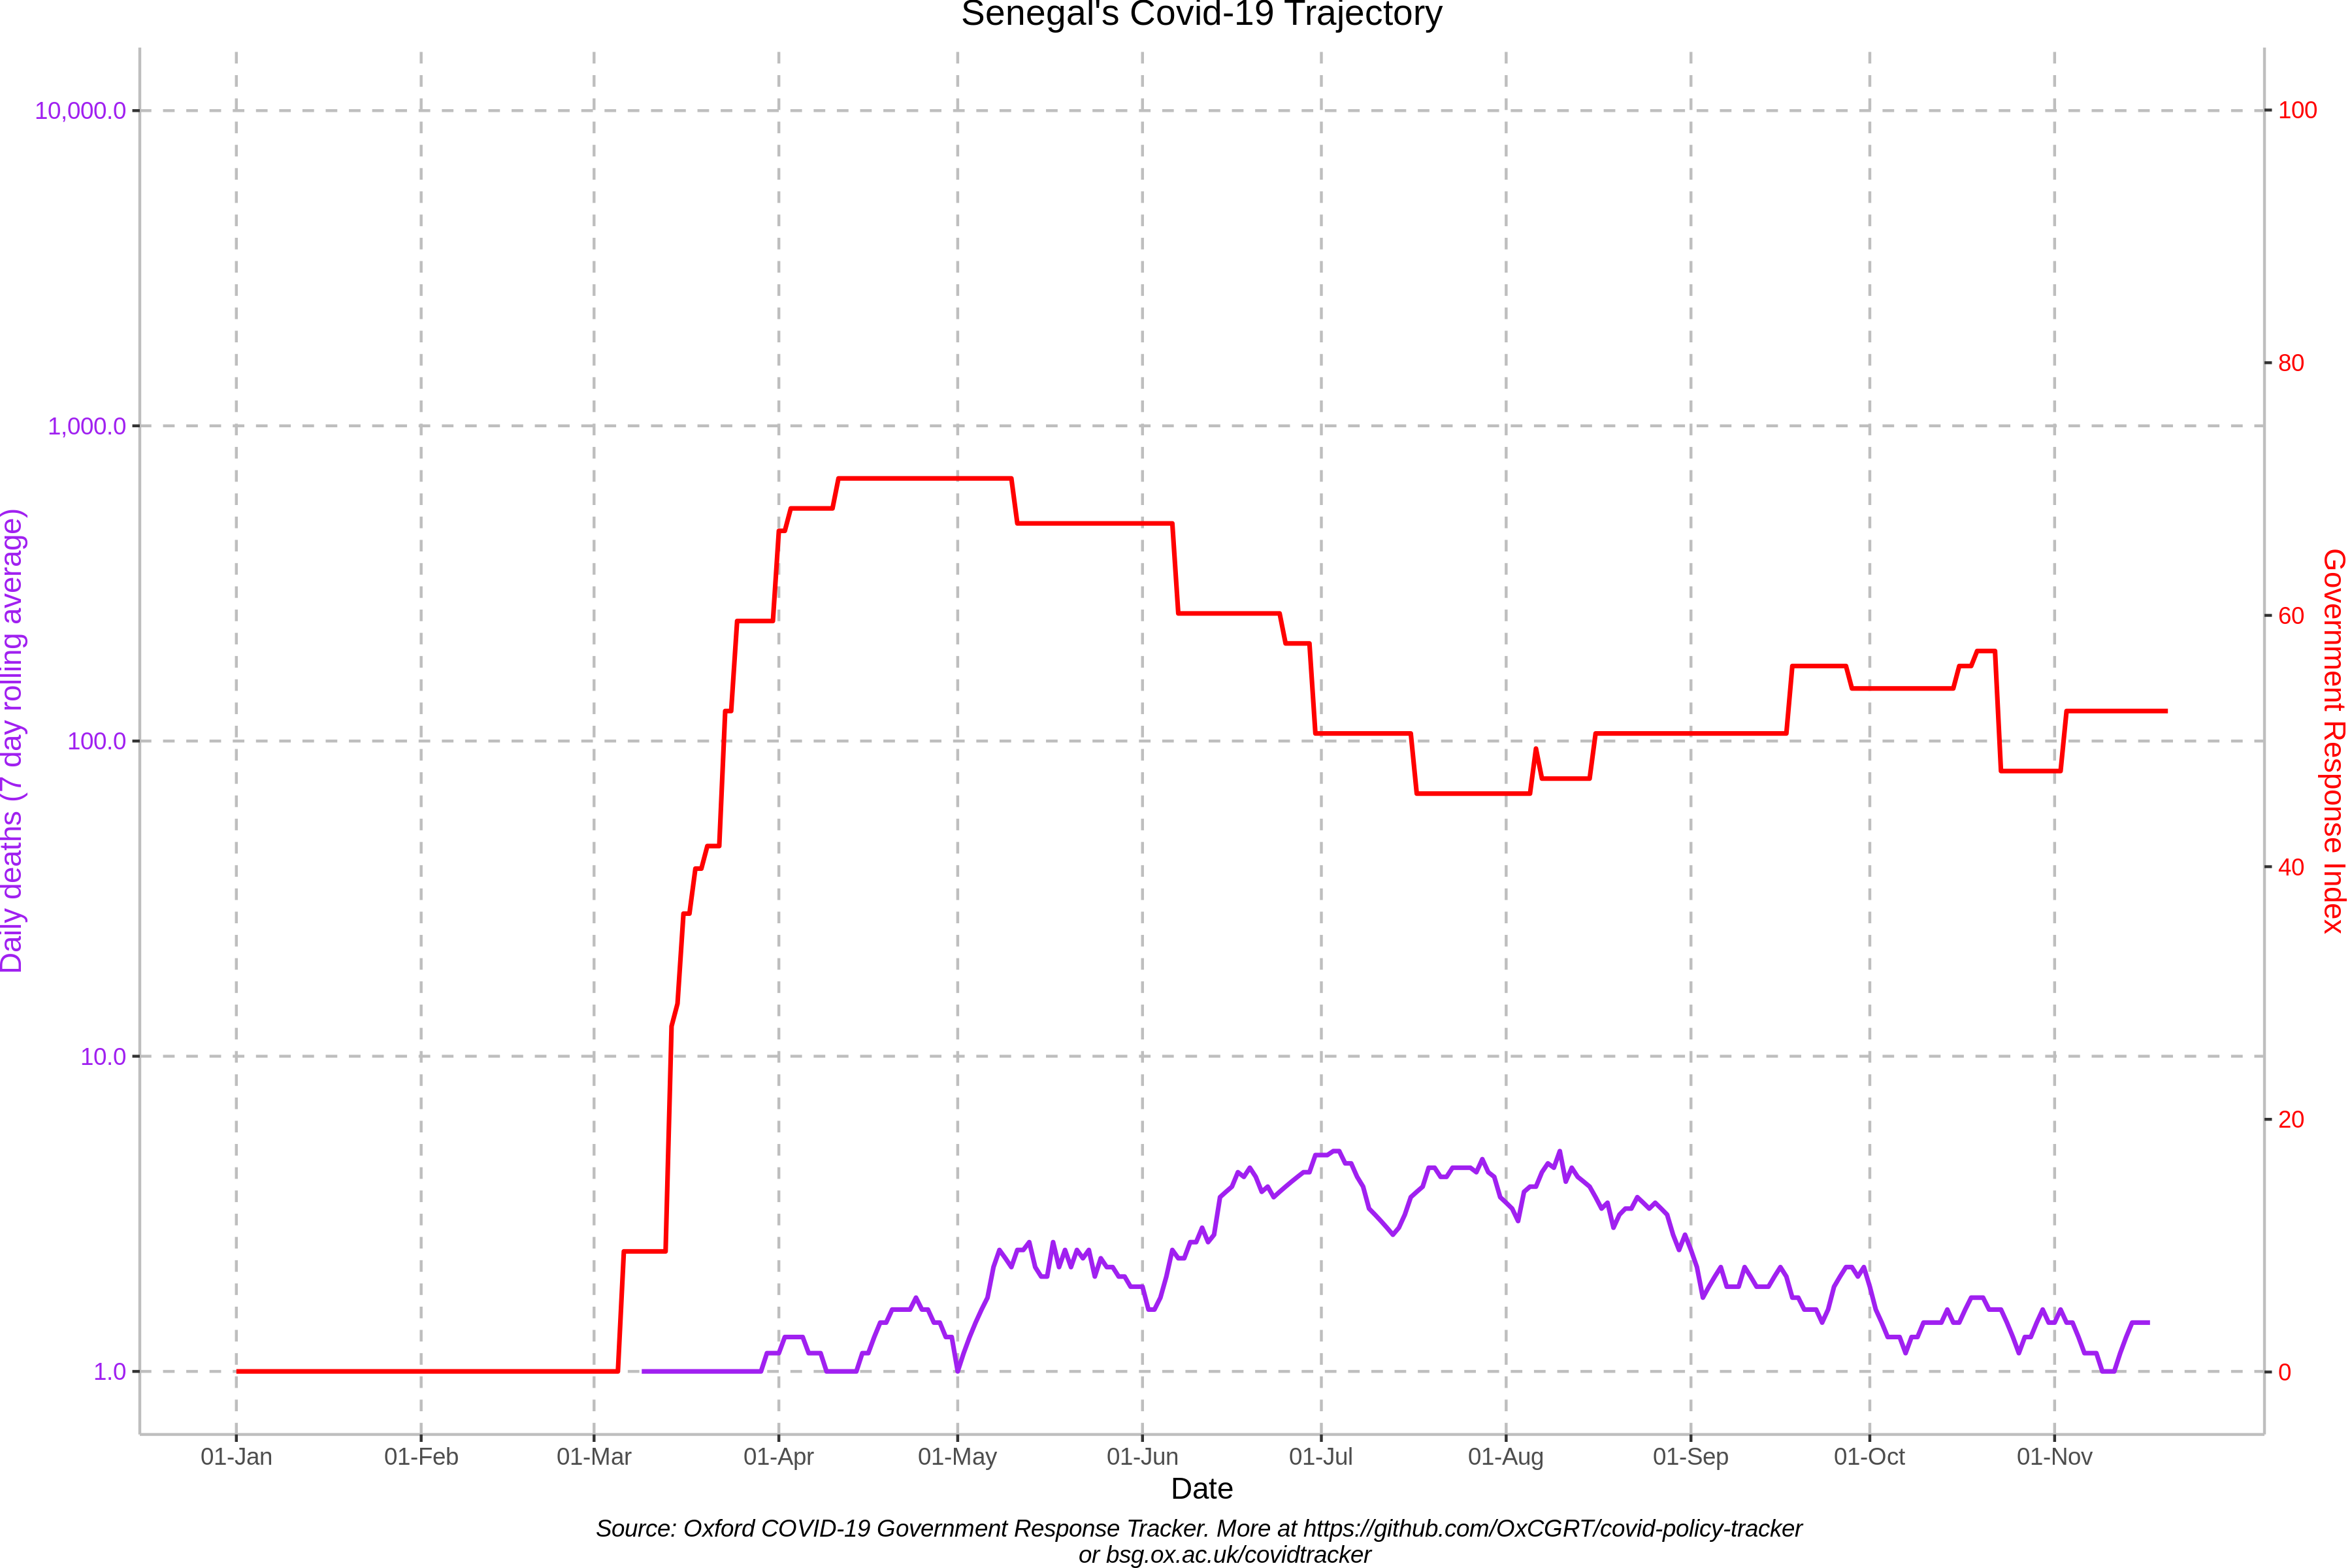 Senegal's Covid-19 Trajectory
10,000.0
1,000.0
100.0
10.0
1.0
Daily deaths (7 day rolling average)
100
80
60
40
20
0
Government Response Index
01-Jan 01-Feb 01-Mar 01-Apr 01-May 01-Jun 01-Jul 01-Aug 01-Sep 01-Oct 01-Nov
Date
Source: Oxford COVID-19 Government Response Tracker. More at https://github.com/OxCGRT/covid-policy-tracker
or bsg.ox.ac.uk/covidtracker